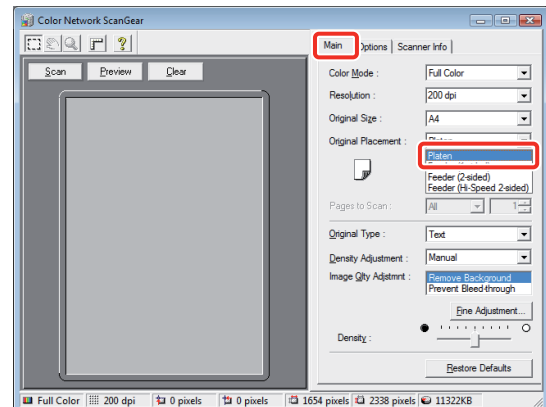 Color Network ScanGear
Main Options Scanner Info
Scan Preview Clear
Color Mode : Full Color
Resolution : 200 dpi
Original Size : A4
Original Placement : Platen
Platen
Feeder (2-sided)
Feeder (Hi-Speed 2-sided)
Pages to Scan : All 1
Original Type : Text
Density Adjustment : Manual
Image Qlty Adjstmnt : Remove Background
Prevent Bleed-through
Fine Adjustment...
Density :
Restore Defaults
Full Color 200 dpi 0 pixels 0 pixels 1654 pixels 2338 pixels 11322KB